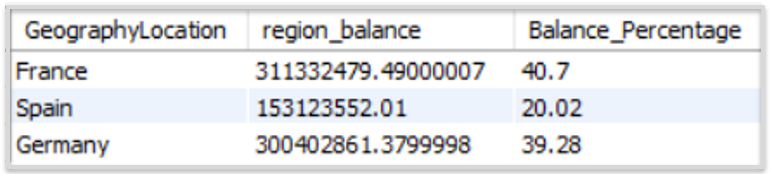 GeographyLocation region_balance Balance_Percentage
France 311332479.49000007 40.7
Spain 153123552.01 20.02
Germany 300402861.3799998 39.28